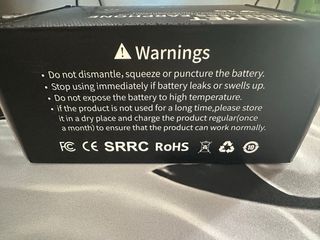 ⚠ Warnings
• Do not dismantle, squeeze or puncture the battery.
• Stop using immediately if battery leaks or swells up.
• Do not expose the battery to high temperature.
• if the product is not used for a long time,please store
it in a dry place and charge the product regular(once
a month) to ensure that the product can work normally.
FC CE SRRC RoHS 10